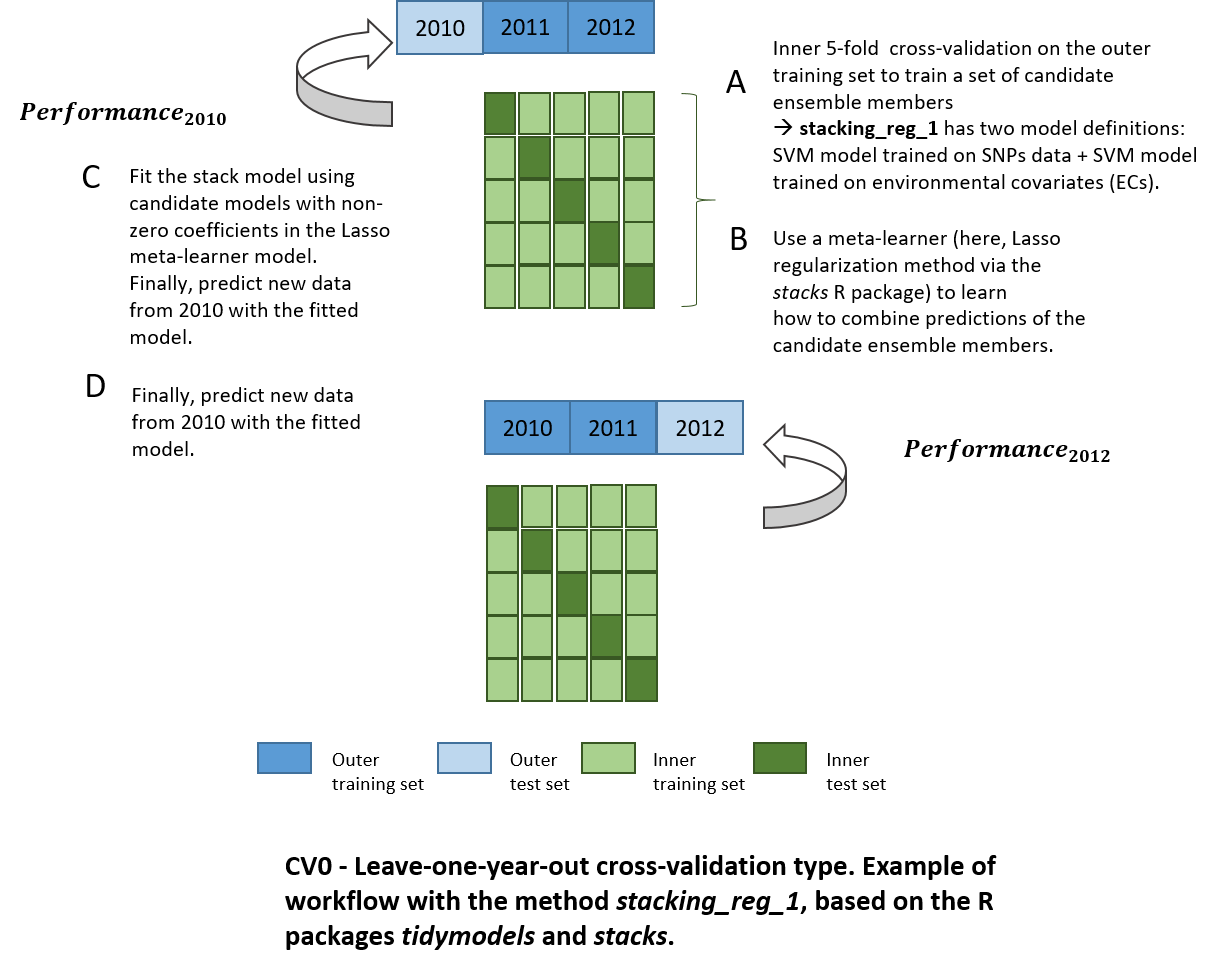 2010 2011 2012
A
Inner 5-fold cross-validation on the outer
training set to train a set of candidate
ensemble members
→ stacking_reg_1 has two model definitions:
SVM model trained on SNPs data + SVM model
trained on environmental covariates (ECs).
Performance2010
C
Fit the stack model using
candidate models with non-
zero coefficients in the Lasso
meta-learner model.
Finally, predict new data
from 2010 with the fitted
model.
B
Use a meta-learner (here, Lasso
regularization method via the
stacks R package) to learn
how to combine predictions of the
candidate ensemble members.
D
Finally, predict new data
from 2010 with the fitted
model.
2010 2011 2012
Performance2012
Outer
training set
Outer
test set
Inner
training set
Inner
test set
CV0 - Leave-one-year-out cross-validation type. Example of
workflow with the method stacking_reg_1, based on the R
packages tidymodels and stacks.